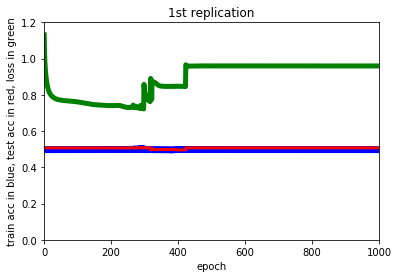 1st replication
train acc in blue, test acc in red, loss in green
1.2
1.0
0.8
0.6
0.4
0.2
0.0
0 200 400 600 800 1000
epoch